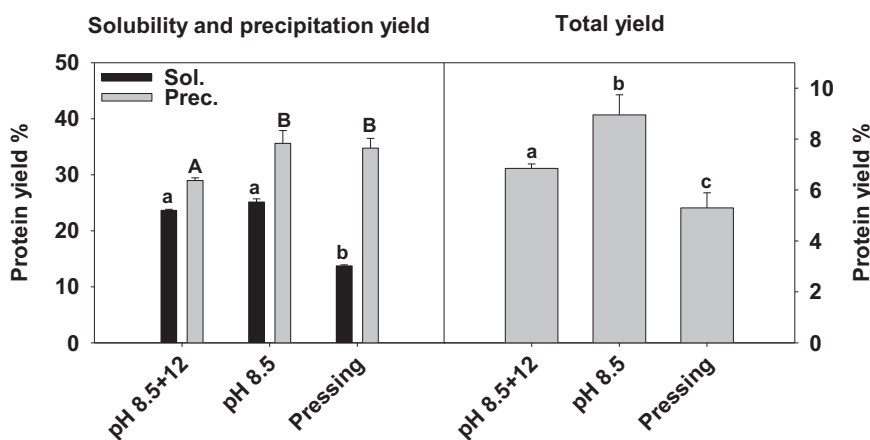 Solubility and precipitation yield
Total yield
Protein yield %
50
40
30
20
10
0
Sol.
Prec.
a
A
a
B
b
B
pH 8.5+12
pH 8.5
Pressing
a
b
c
pH 8.5+12
pH 8.5
Pressing
10
8
6
4
2
0
Protein yield %